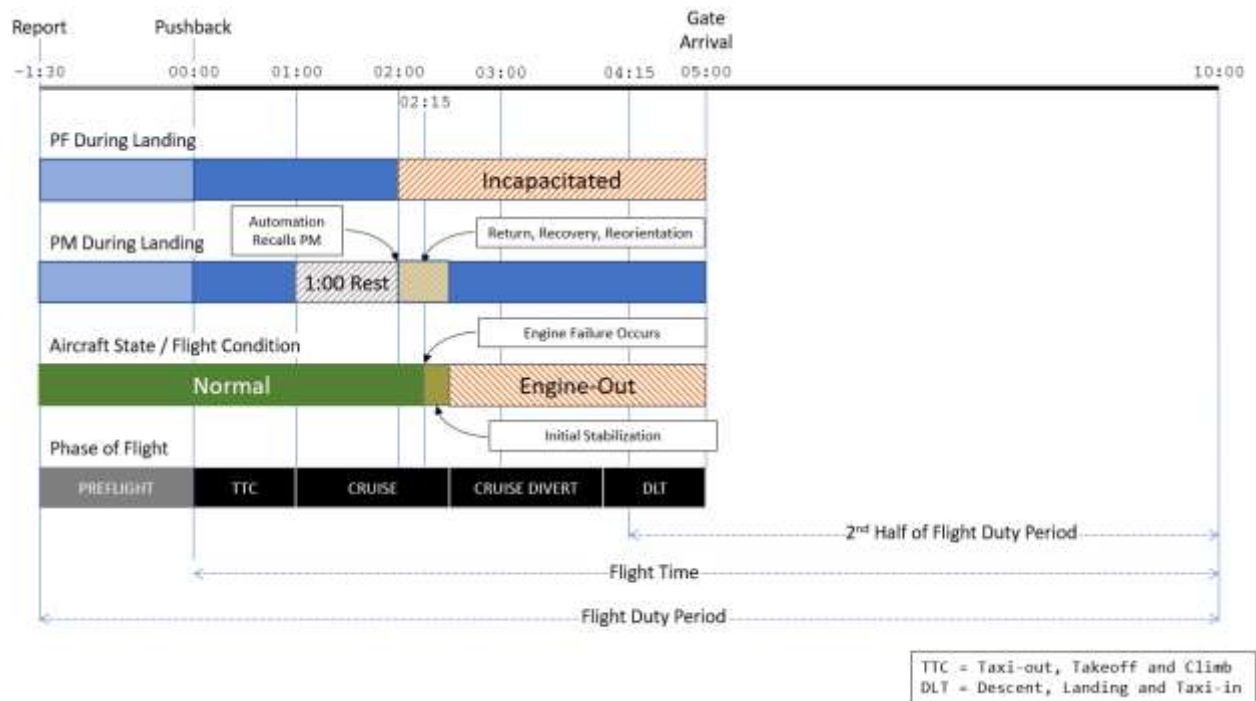 Report
Pushback
Gate
Arrival
-1:30
00:00
01:00
02:00
03:00
04:15
05:00
10:00
02:15
PF During Landing
Incapacitated
Automation
Recalls PM
Return, Recovery, Reorientation
PM During Landing
1:00 Rest
Engine Failure Occurs
Aircraft State / Flight Condition
Normal
Engine-Out
Initial Stabilization
Phase of Flight
PREFLIGHT
TTC
CRUISE
CRUISE DIVERT
DLT
2nd Half of Flight Duty Period
Flight Time
Flight Duty Period
TTC = Taxi-out, Takeoff and Climb
DLT = Descent, Landing and Taxi-in